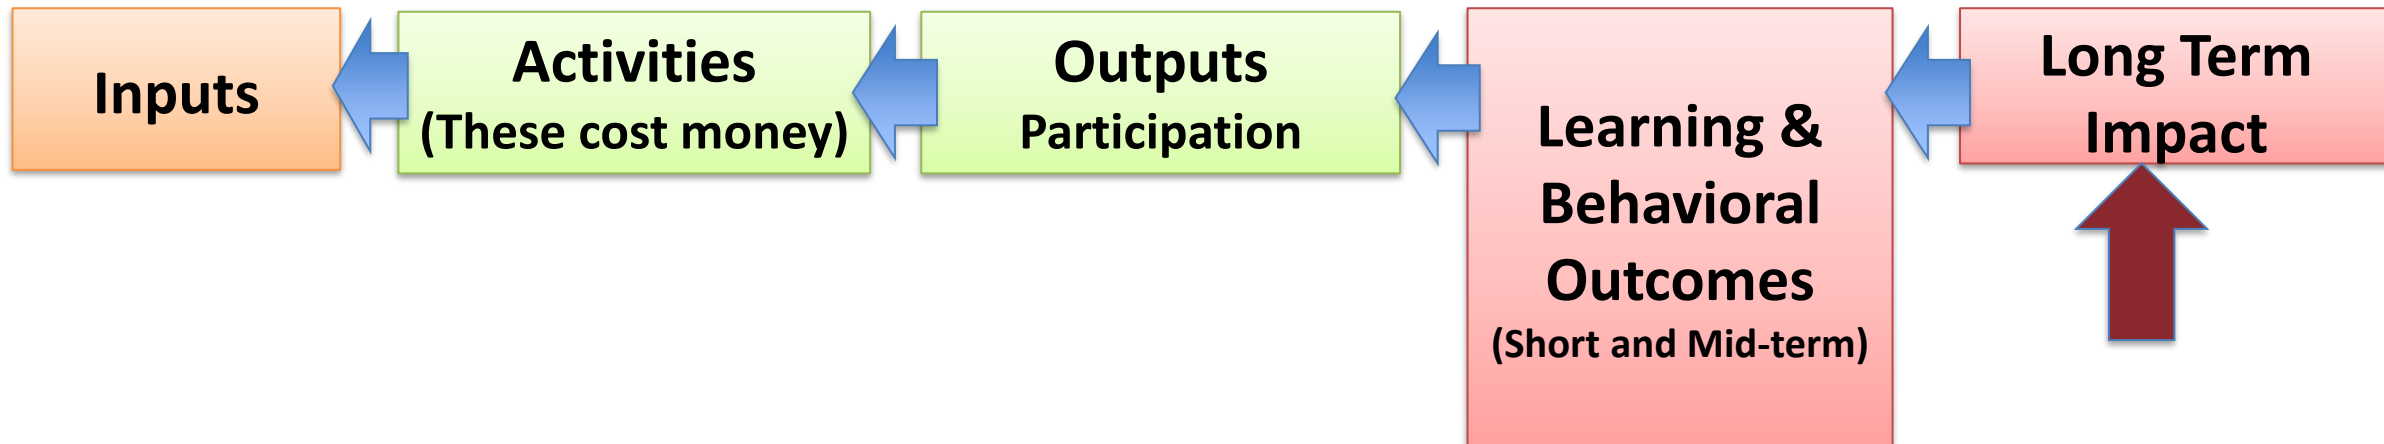 Inputs
Activities
(These cost money)
Outputs
Participation
Learning &
Behavioral
Outcomes
(Short and Mid-term)
Long Term
Impact